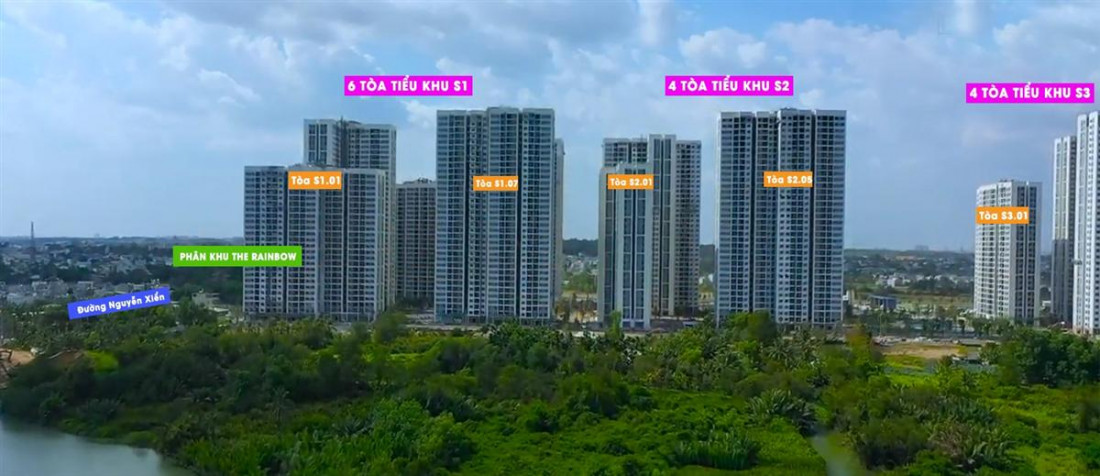 6 TÒA TIỂU KHU S1
4 TÒA TIỂU KHU S2
4 TÒA TIỂU KHU S3
Tòa S1.01
Tòa S1.07
Tòa S2.01
Tòa S2.05
Tòa S3.01
PHÂN KHU THE RAINBOW
Đường Nguyễn Xiển